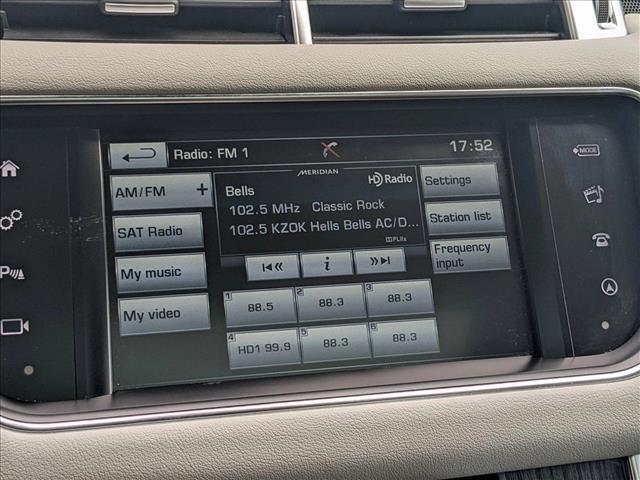 Radio: FM 1
17:52
MODE
AM/FM +
MERIDIAN
HD Radio
Settings
Bells
102.5 MHz Classic Rock
102.5 KZOK Hells Bells AC/D...
SAT Radio
Station list
My music
i
Frequency
input
My video
1 88.5
2 88.3
3 88.3
4 HD1 99.9
5 88.3
6 88.3
P